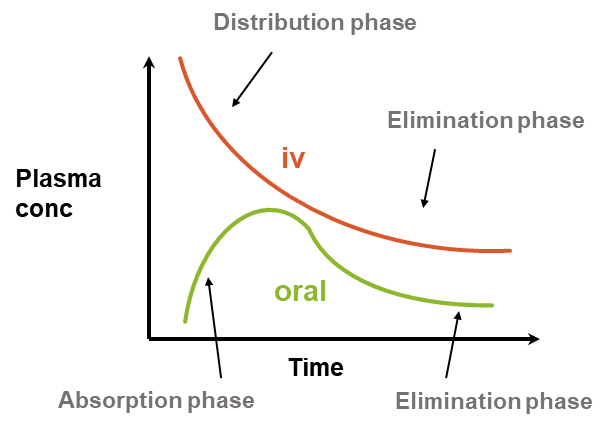 Distribution phase
Elimination phase
iv
Plasma
conc
oral
Time
Absorption phase
Elimination phase